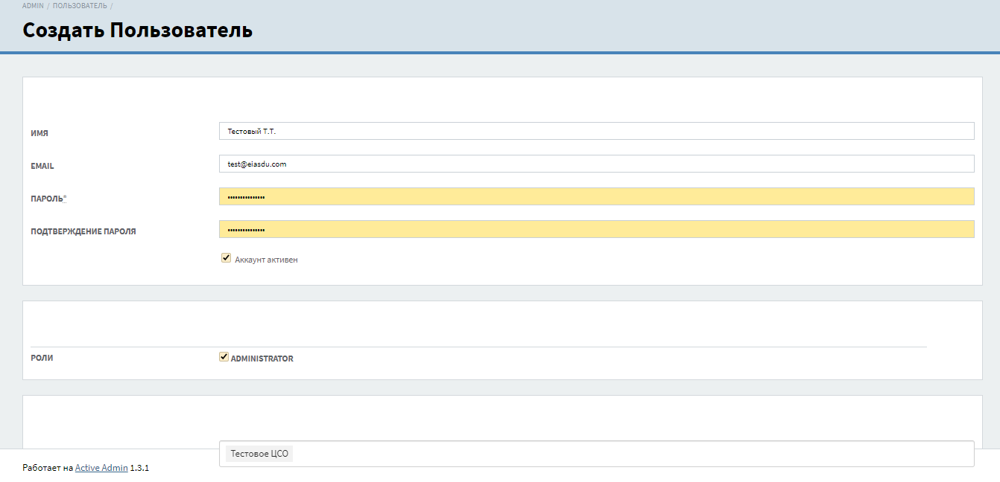 ADMIN / ПОЛЬЗОВАТЕЛЬ /
Создать Пользователь
ИМЯ
Тестовый Т.Т.
EMAIL
test@eiasdu.com
ПАРОЛЬ*
•••••••••••••••
ПОДТВЕРЖДЕНИЕ ПАРОЛЯ
•••••••••••••••
Аккаунт активен
РОЛИ
ADMINISTRATOR
Тестовое ЦСО
Работает на Active Admin 1.3.1